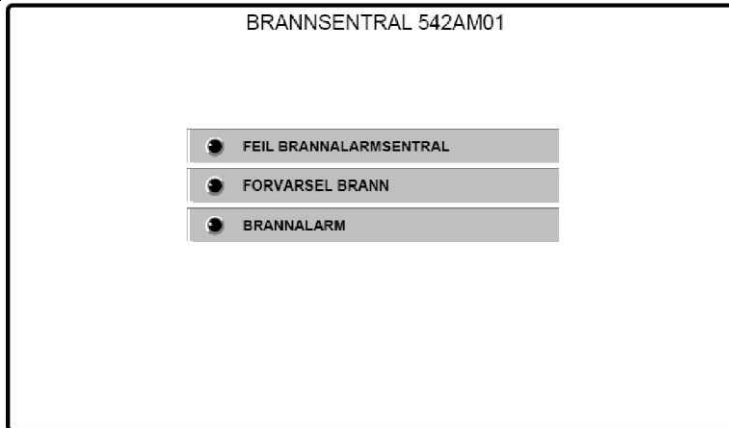 BRANNSENTRAL 542AM01
FEIL BRANNALARMSENTRAL
FORVARSEL BRANN
BRANNALARM